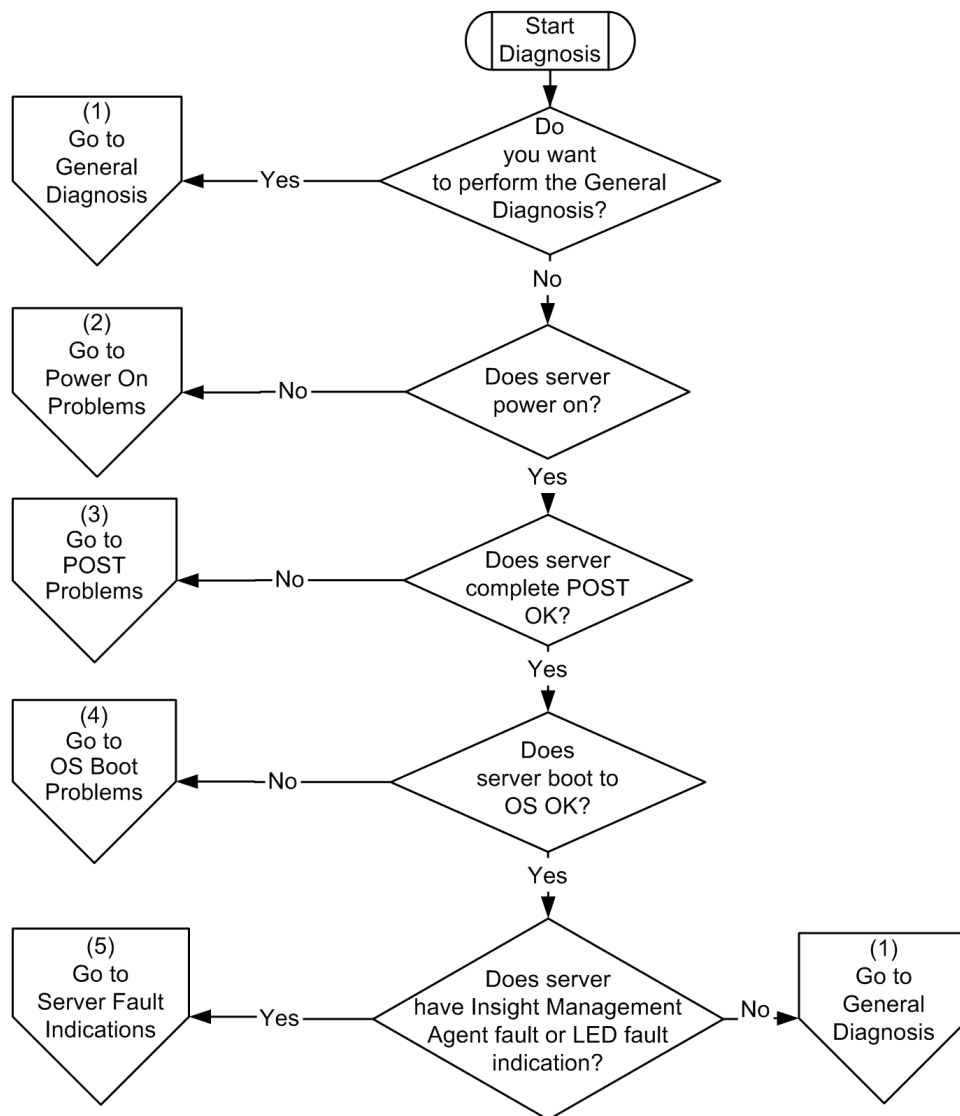 Start
Diagnosis
(1)
Go to
General
Diagnosis
Yes
Do
you want
to perform the General
Diagnosis?
No
(2)
Go to
Power On
Problems
No
Does server
power on?
Yes
(3)
Go to
POST
Problems
No
Does server
complete POST
OK?
Yes
(4)
Go to
OS Boot
Problems
No
Does
server boot to
OS OK?
Yes
(5)
Go to
Server Fault
Indications
Yes
Does server
have Insight Management
Agent fault or LED fault
indication?
No
(1)
Go to
General
Diagnosis